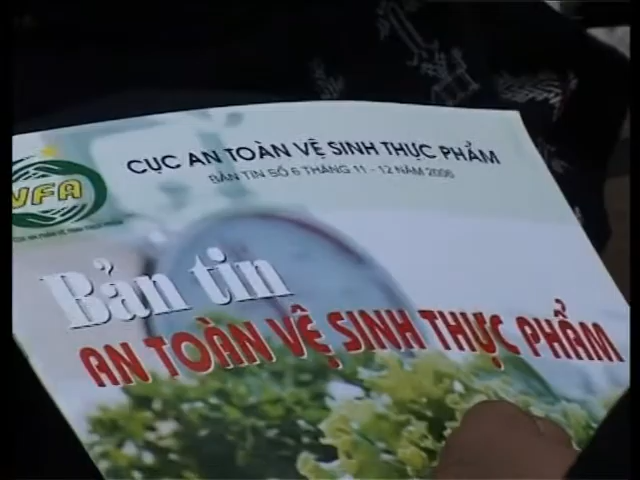 CỤC AN TOÀN VỆ SINH THỰC PHẨM
BẢN TIN SỐ 6 THÁNG 11 - 12 NĂM 2006
VFA
Bản tin
AN TOÀN VỆ SINH THỰC PHẨM